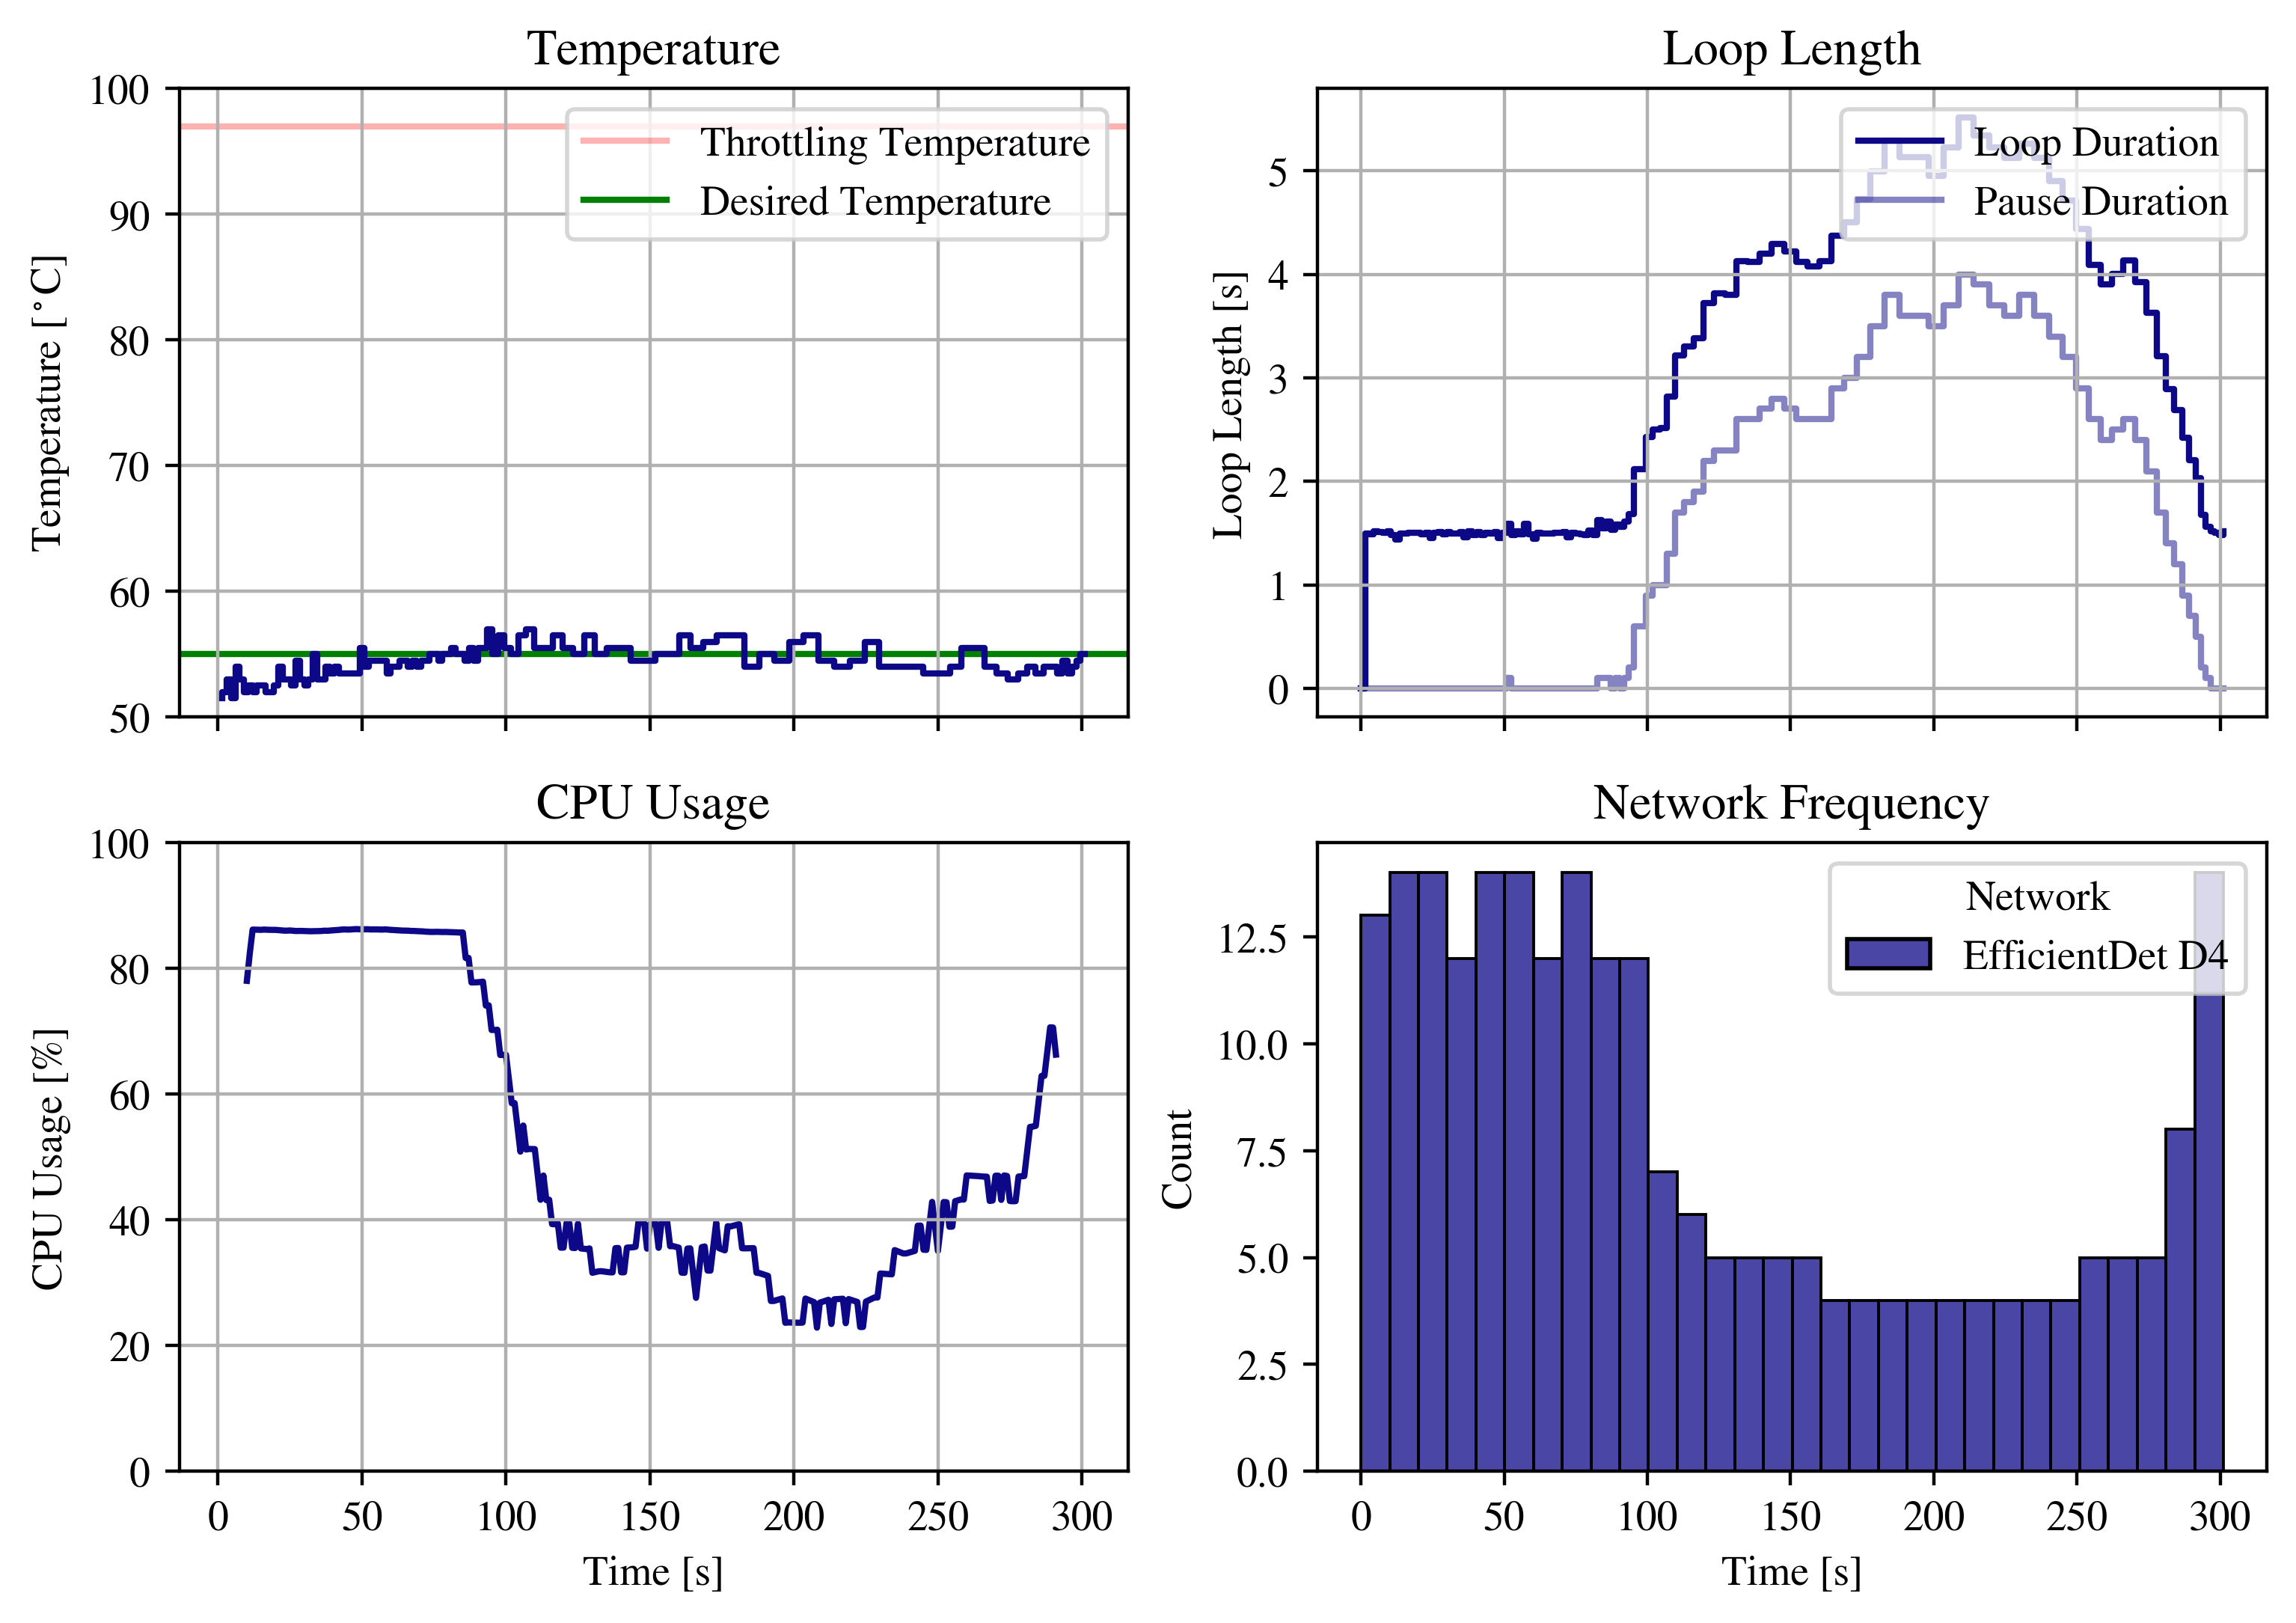 Temperature
100
90
80
70
60
50
Temperature [°C]
Throttling Temperature
Desired Temperature
Loop Length
5
4
3
2
1
0
Loop Length [s]
Loop Duration
Pause Duration
CPU Usage
100
80
60
40
20
0
CPU Usage [%]
0 50 100 150 200 250 300
Time [s]
Network Frequency
12.5
10.0
7.5
5.0
2.5
0.0
Count
Network
EfficientDet D4
0 50 100 150 200 250 300
Time [s]